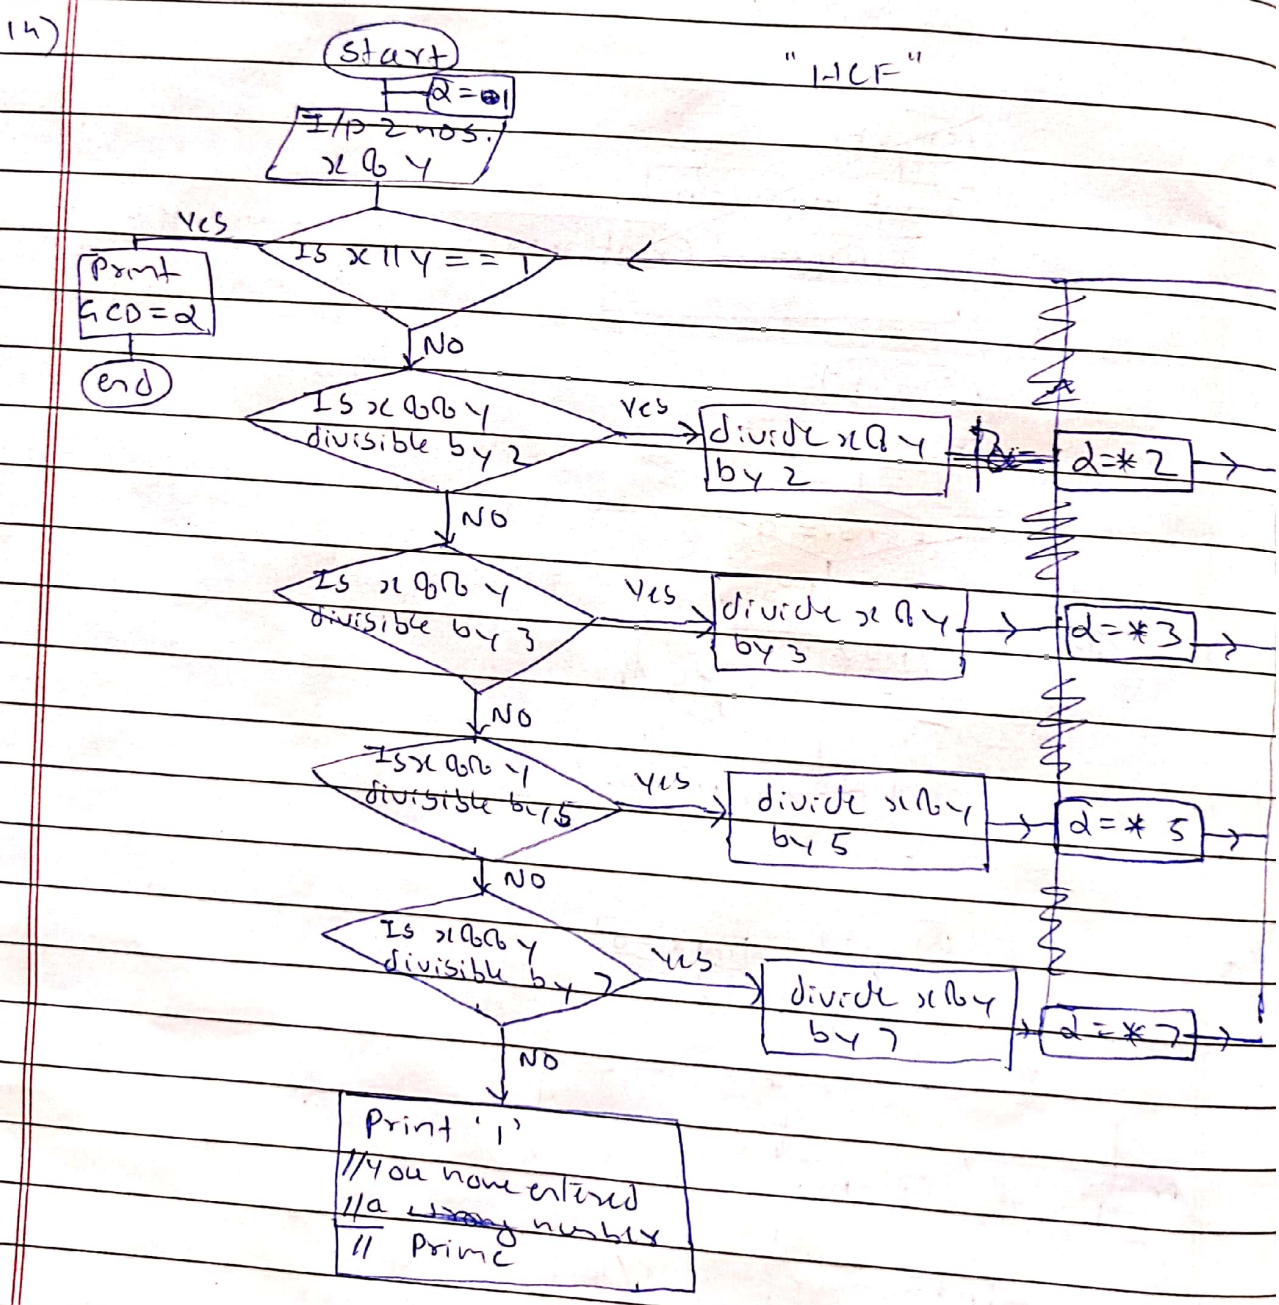 14)
"HCF"
Start
α = 1
I/p 2 nos.
x & y
Is x || y == 1
Yes
Print
GCD = α
end
NO
Is x && y
divisible by 2
Yes
divide x & y
by 2
α = * 2
NO
Is x && y
divisible by 3
Yes
divide x & y
by 3
α = * 3
NO
Is x && y
divisible by 5
Yes
divide x & y
by 5
α = * 5
NO
Is x && y
divisible by 7
Yes
divide x & y
by 7
α = * 7
NO
Print '1'
// You have entered
// a wrong number
// Prime